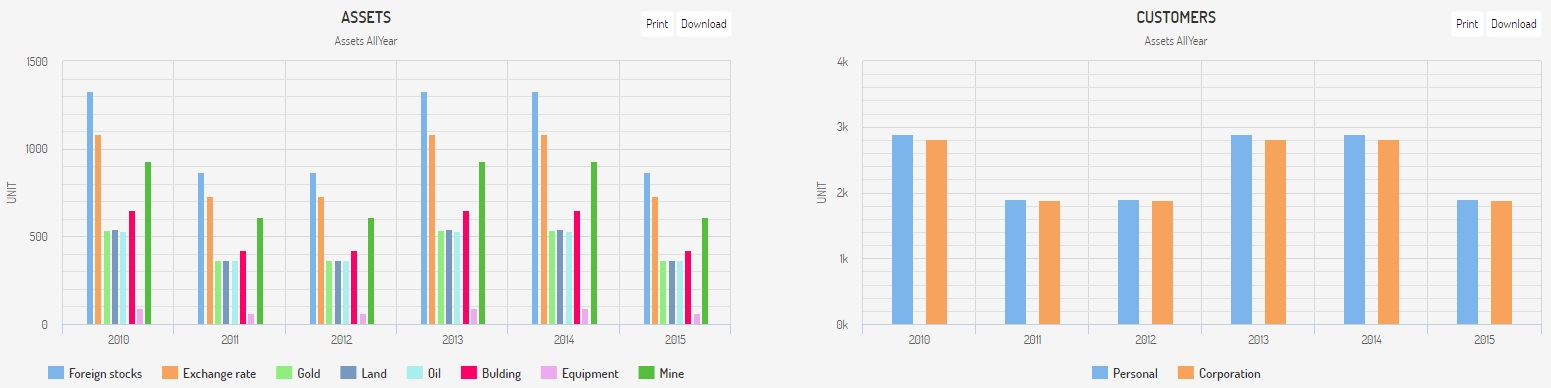 ASSETS
Print Download
Assets AllYear
1500
1000
500
0
UNIT
2010 2011 2012 2013 2014 2015
Foreign stocks Exchange rate Gold Land Oil Bulding Equipment Mine
CUSTOMERS
Print Download
Assets AllYear
4k
3k
2k
1k
0k
UNIT
2010 2011 2012 2013 2014 2015
Personal Corporation